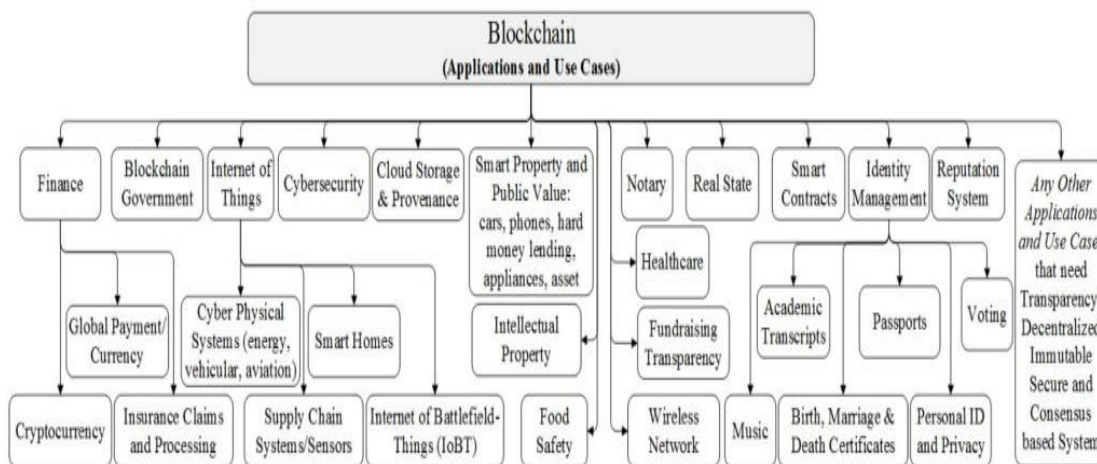 Blockchain
(Applications and Use Cases)
Finance
Blockchain
Government
Internet of
Things
Cybersecurity
Cloud Storage
& Provenance
Smart Property and
Public Value:
cars, phones, hard
money lending,
appliances, asset
Notary
Real State
Smart
Contracts
Identity
Management
Reputation
System
Any Other
Applications
and Use Case
that need
Transparency
Decentralized
Immutable
Secure and
Consensus
based System
Healthcare
Global Payment/
Currency
Cyber Physical
Systems (energy,
vehicular, aviation)
Smart Homes
Intellectual
Property
Fundraising
Transparency
Academic
Transcripts
Passports
Voting
Cryptocurrency
Insurance Claims
and Processing
Supply Chain
Systems/Sensors
Internet of Battlefield-
Things (IoBT)
Food
Safety
Wireless
Network
Music
Birth, Marriage &
Death Certificates
Personal ID
and Privacy